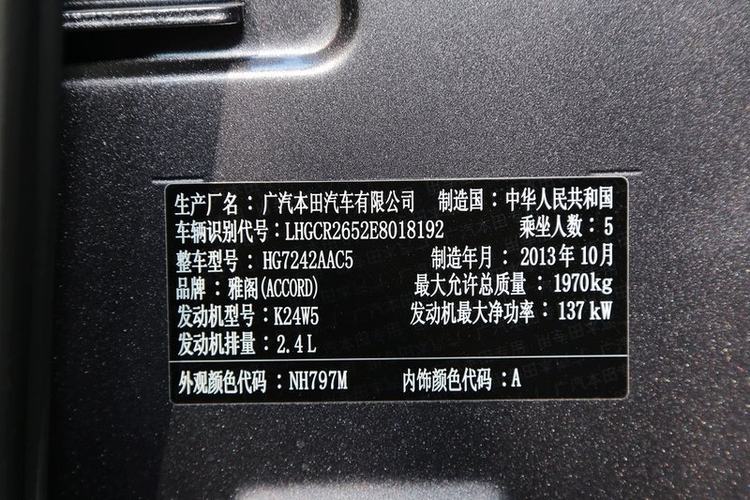 生产厂名：广汽本田汽车有限公司 制造国：中华人民共和国
车辆识别代号：LHGCR2652E8018192 乘坐人数：5
整车型号：HG7242AAC5 制造年月：2013年10月
品牌：雅阁(ACCORD) 最大允许总质量：1970kg
发动机型号：K24W5 发动机最大净功率：137kW
发动机排量：2.4L
外观颜色代码：NH797M 内饰颜色代码：A